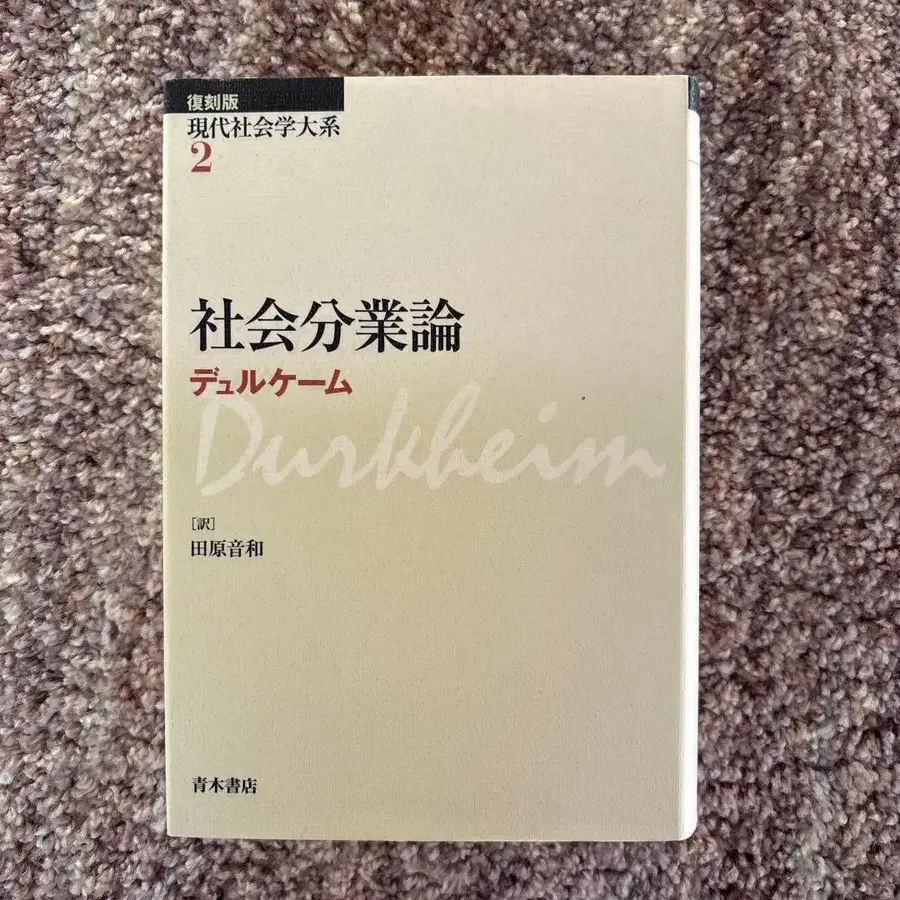 復刻版
現代社会学大系
2
社会分業論
デュルケーム
Durkheim
[訳]
田原音和
青木書店